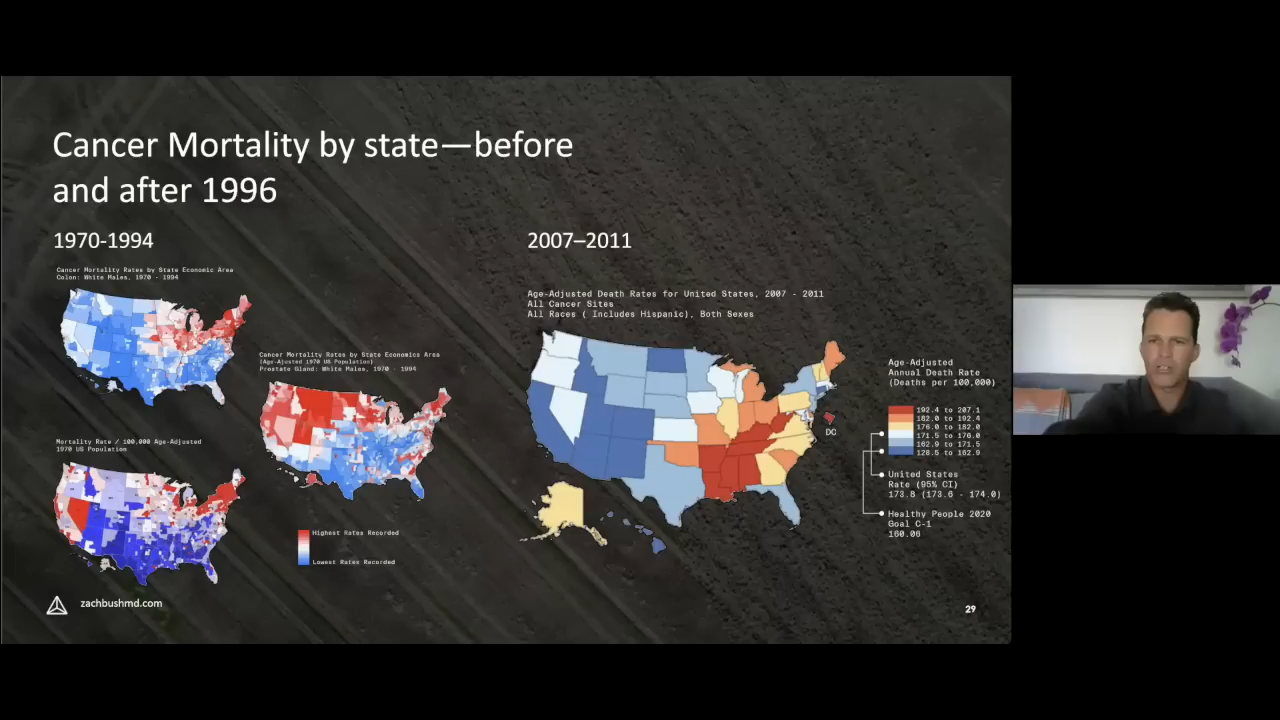 Cancer Mortality by state—before
and after 1996
1970-1994
Cancer Mortality Rates by State Economic Area
Colon: White Males, 1970 - 1994
Cancer Mortality Rates by State Economics Area
(Age-Adjusted 1970 US Population)
Prostate Gland: White Males, 1970 - 1994
Mortality Rate / 100,000 Age-Adjusted
1970 US Population
Highest Rates Recorded
Lowest Rates Recorded
2007–2011
Age-Adjusted Death Rates for United States, 2007 - 2011
All Cancer Sites
All Races ( Includes Hispanic), Both Sexes
DC
Age-Adjusted
Annual Death Rate
(Deaths per 100,000)
192.4 to 207.1
182.0 to 192.4
176.0 to 182.0
171.5 to 176.0
162.9 to 171.5
128.5 to 162.9
United States
Rate (95% CI)
173.8 (173.6 - 174.0)
Healthy People 2020
Goal C-1
160.06
zachbushmd.com
29